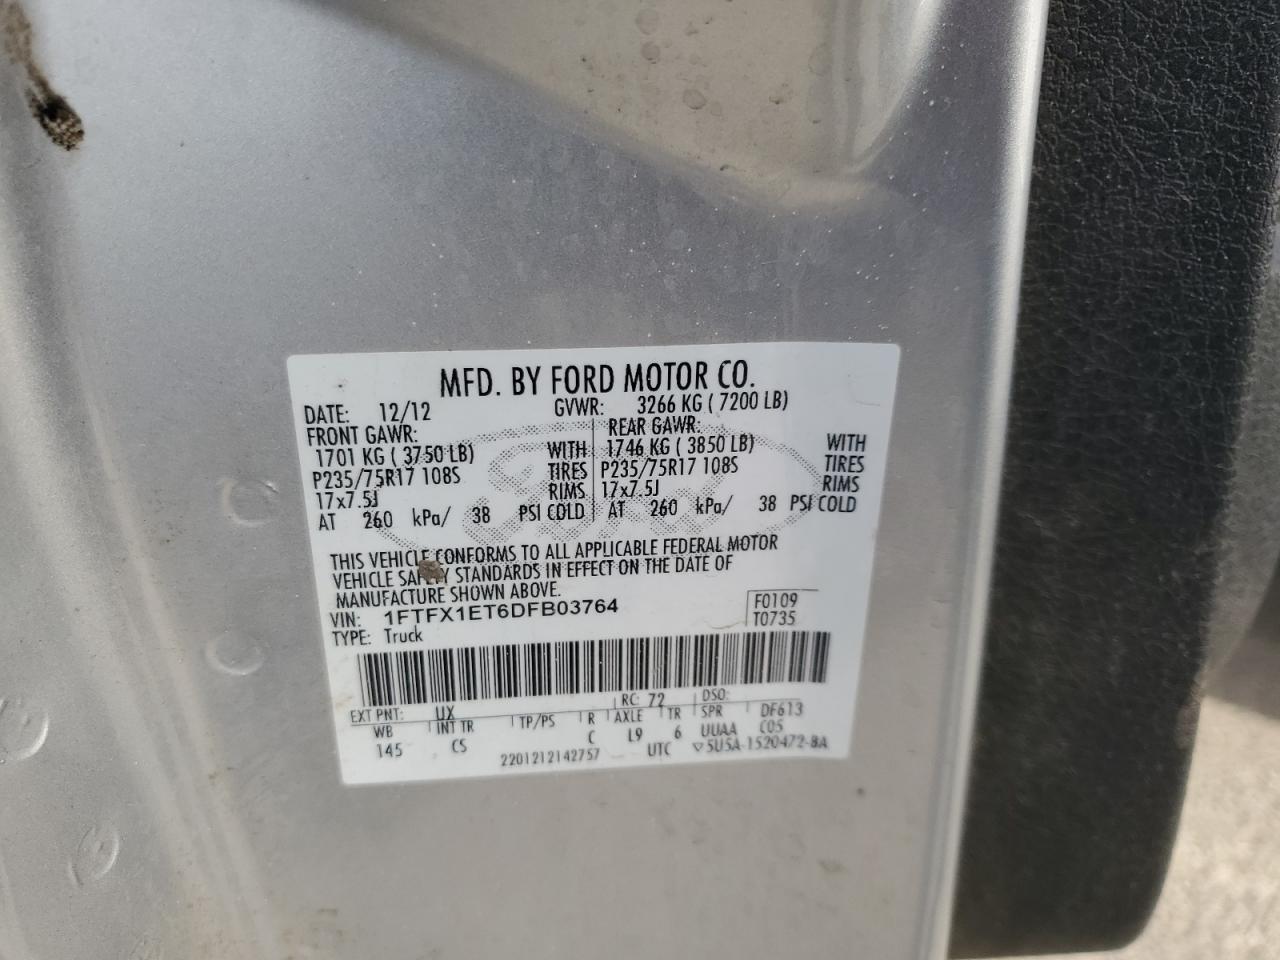 MFD. BY FORD MOTOR CO.
DATE: 12/12 GVWR: 3266 KG ( 7200 LB)
FRONT GAWR: REAR GAWR:
1701 KG ( 3750 LB) WITH 1746 KG ( 3850 LB) WITH
P235/75R17 108S TIRES P235/75R17 108S TIRES
17x7.5J RIMS 17x7.5J RIMS
AT 260 kPa/ 38 PSI COLD AT 260 kPa/ 38 PSI COLD
THIS VEHICLE CONFORMS TO ALL APPLICABLE FEDERAL MOTOR
VEHICLE SAFETY STANDARDS IN EFFECT ON THE DATE OF
MANUFACTURE SHOWN ABOVE.
VIN: 1FTFX1ET6DFB03764 F0109
TYPE: Truck T0735
EXT PNT: UX RC: 72 DSO:
WB INT TR TP/PS R AXLE TR SPR DF613
145 CS C L9 6 UUAA C05
2201212142757 UTC ▽5U5A-1520472-BA